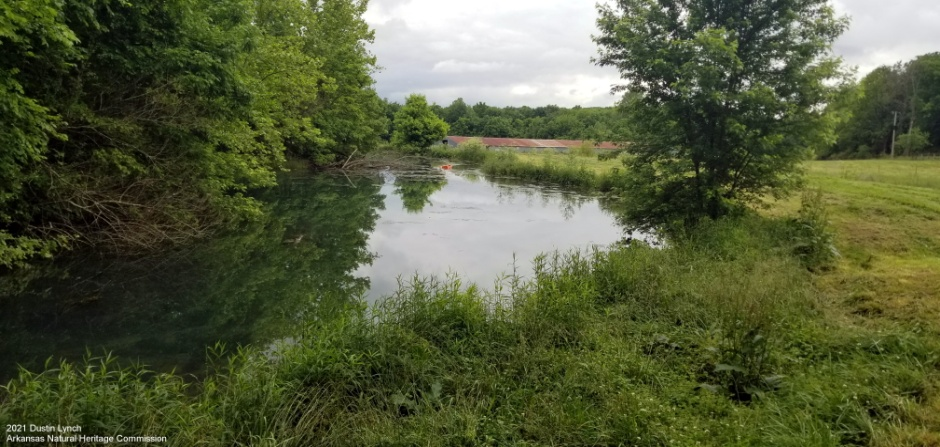 2021 Dustin Lynch
Arkansas Natural Heritage Commission